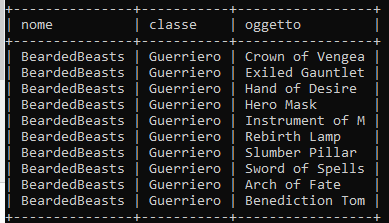 nome classe oggetto
BeardedBeasts Guerriero Crown of Vengea
BeardedBeasts Guerriero Exiled Gauntlet
BeardedBeasts Guerriero Hand of Desire
BeardedBeasts Guerriero Hero Mask
BeardedBeasts Guerriero Instrument of M
BeardedBeasts Guerriero Rebirth Lamp
BeardedBeasts Guerriero Slumber Pillar
BeardedBeasts Guerriero Sword of Spells
BeardedBeasts Guerriero Arch of Fate
BeardedBeasts Guerriero Benediction Tom